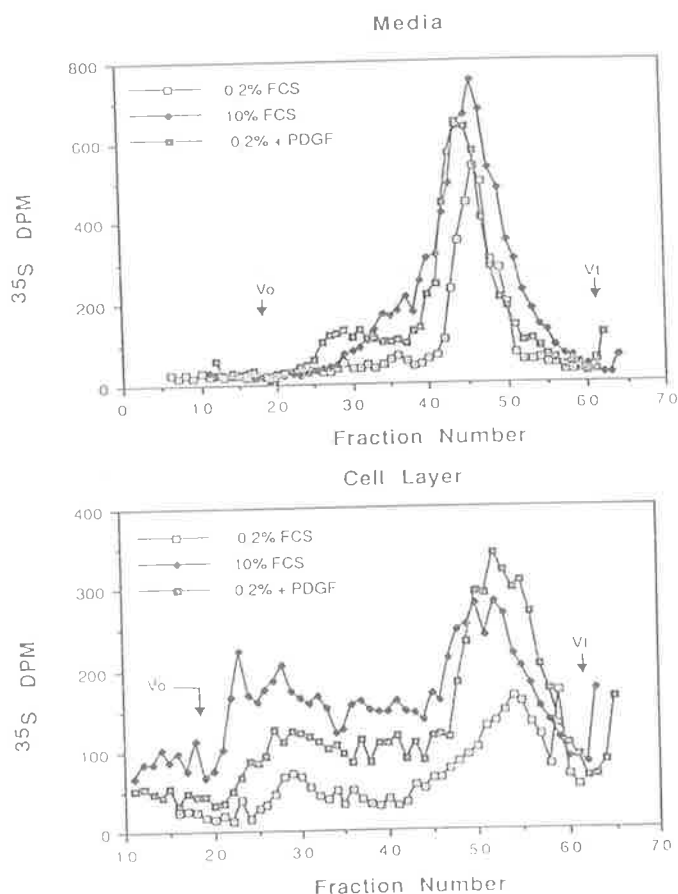 Media
800
600
400
200
0
35S DPM
0.2% FCS
10% FCS
0.2% + PDGF
Vo
Vt
0 10 20 30 40 50 60 70
Fraction Number
Cell Layer
400
300
200
100
0
35S DPM
0.2% FCS
10% FCS
0.2% + PDGF
Vo
Vt
10 20 30 40 50 60 70
Fraction Number